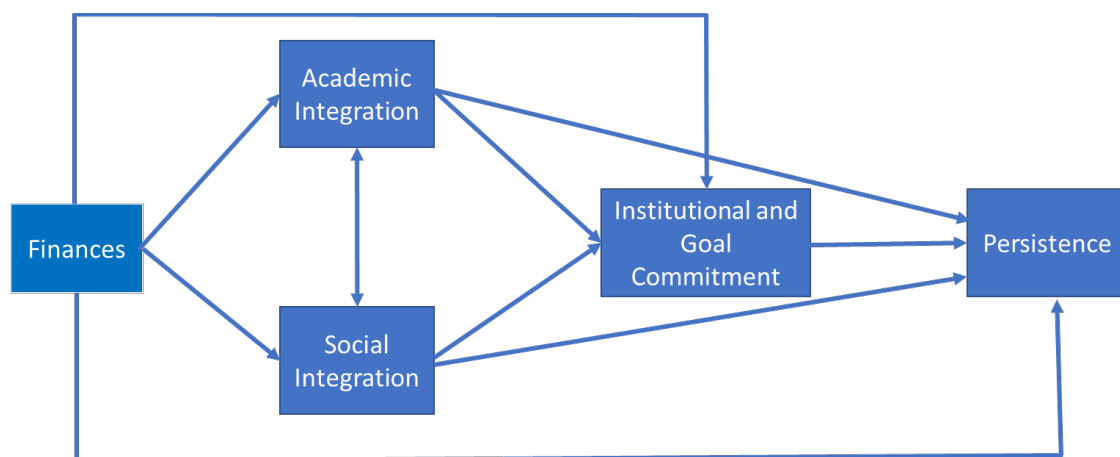 Academic
Integration
Finances
Institutional and
Goal
Commitment
Persistence
Social
Integration